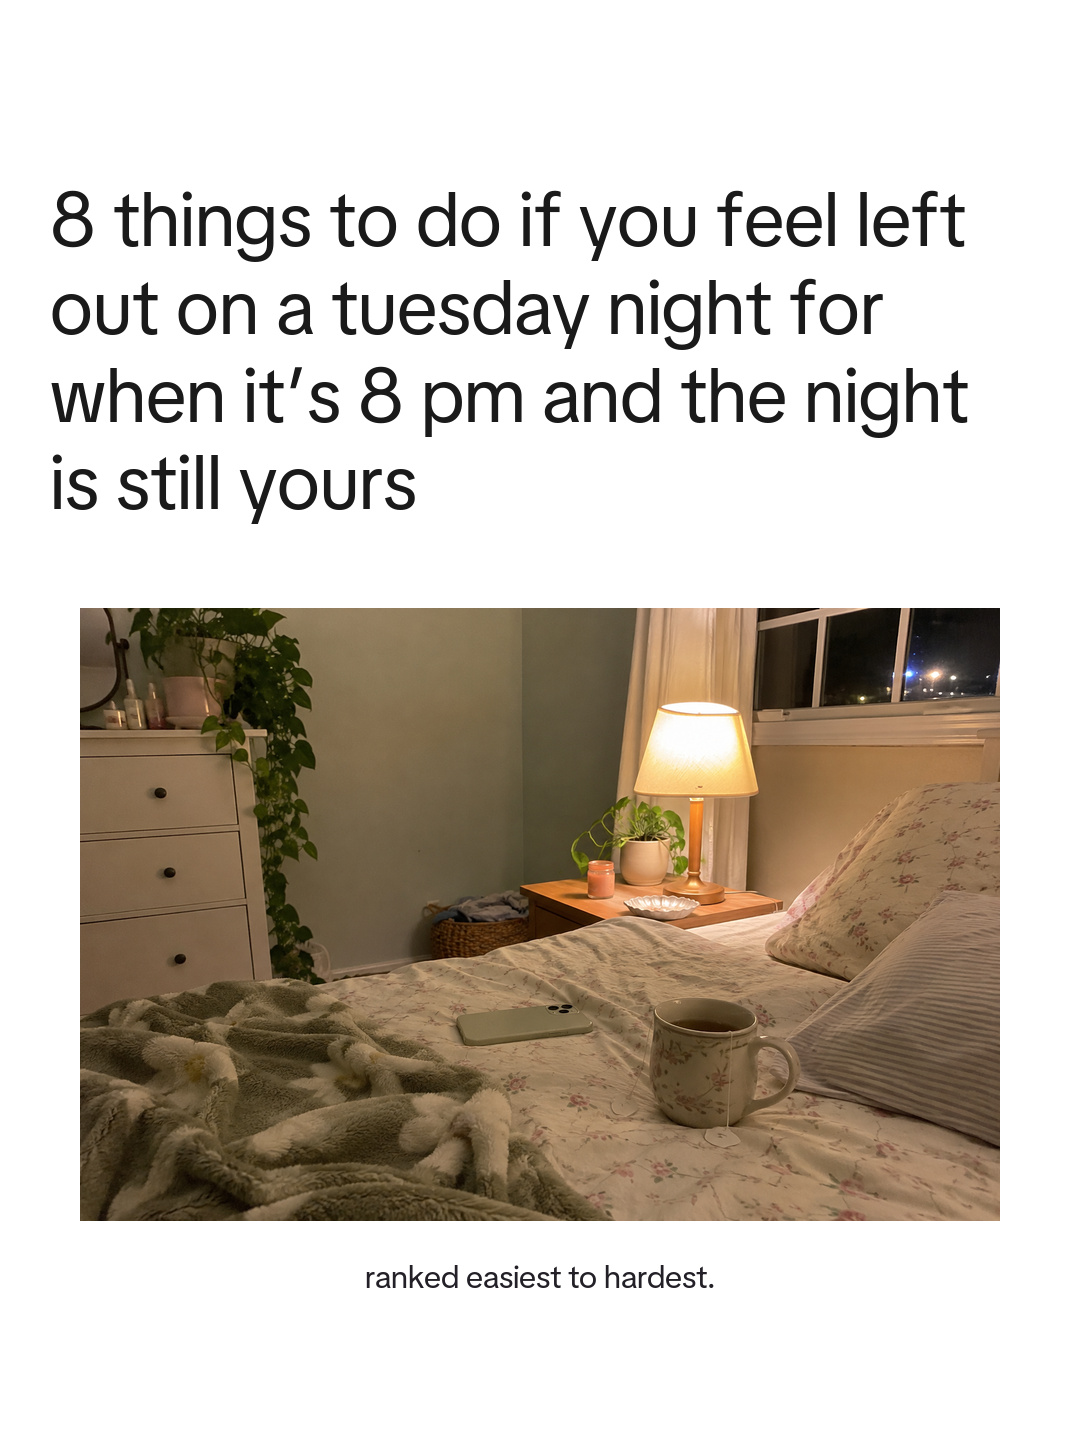 8 things to do if you feel left
out on a tuesday night for
when it’s 8 pm and the night
is still yours
ranked easiest to hardest.